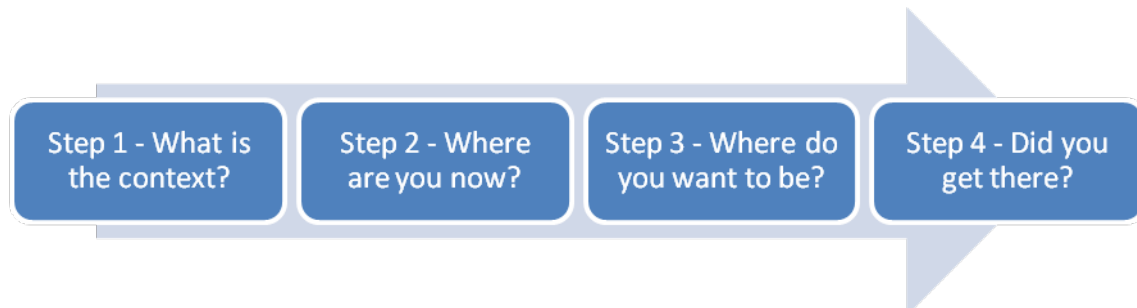 Step 1 - What is
the context?
Step 2 - Where
are you now?
Step 3 - Where do
you want to be?
Step 4 - Did you
get there?